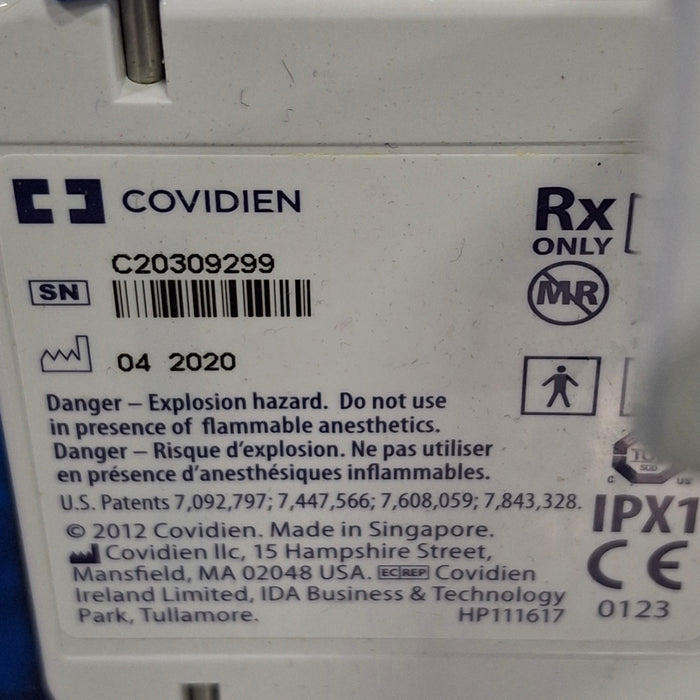 COVIDIEN
Rx
ONLY
C20309299
SN
MR
04 2020
Danger – Explosion hazard. Do not use
in presence of flammable anesthetics.
Danger – Risque d'explosion. Ne pas utiliser
en présence d'anesthésiques inflammables.
U.S. Patents 7,092,797; 7,447,566; 7,608,059; 7,843,328.
© 2012 Covidien. Made in Singapore.
Covidien llc, 15 Hampshire Street,
Mansfield, MA 02048 USA. EC REP Covidien
Ireland Limited, IDA Business & Technology
Park, Tullamore.
HP111617
C US
SUD
IPX1
CE
0123